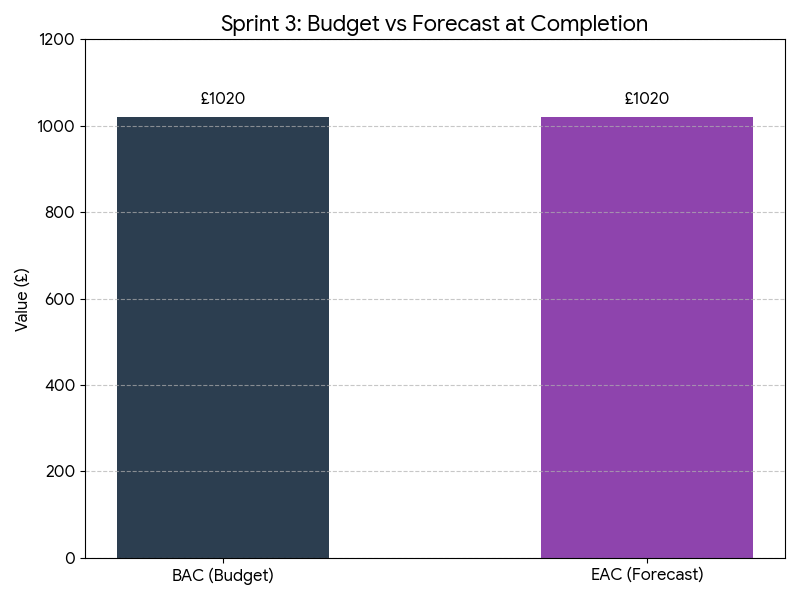 Sprint 3: Budget vs Forecast at Completion
1200
1000
800
600
400
200
0
Value (£)
£1020
£1020
BAC (Budget)
EAC (Forecast)